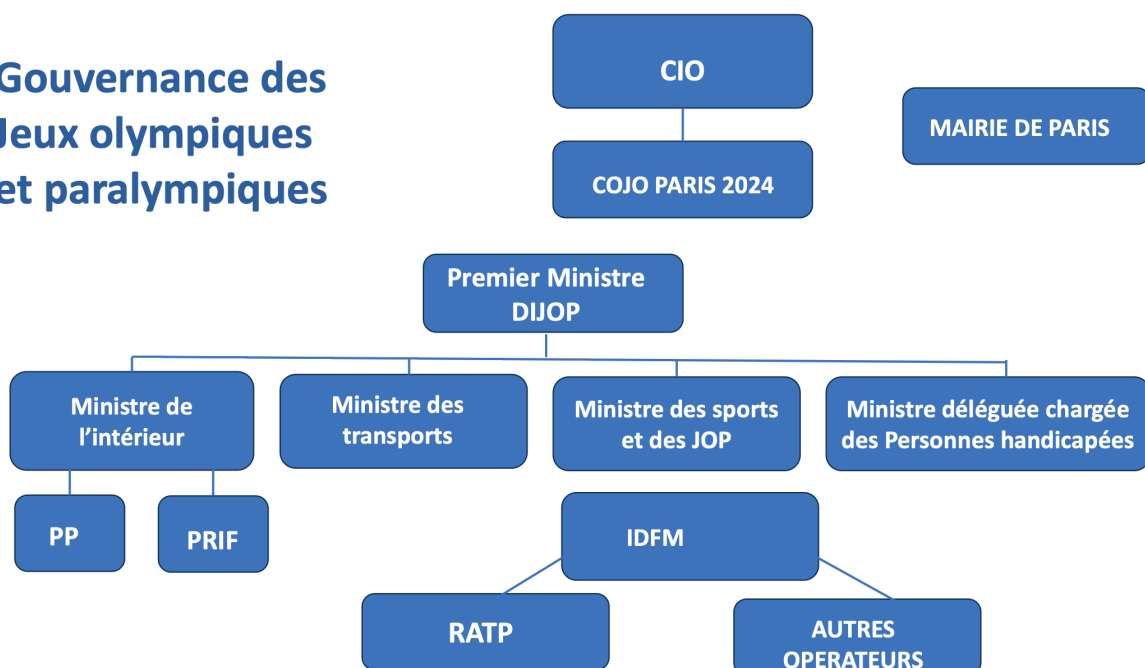 Gouvernance des
Jeux olympiques
et paralympiques
CIO
MAIRIE DE PARIS
COJO PARIS 2024
Premier Ministre
DIJOP
Ministre de
l'intérieur
Ministre des
transports
Ministre des sports
et des JOP
Ministre déléguée chargée
des Personnes handicapées
PP
PRIF
IDFM
RATP
AUTRES
OPERATEURS